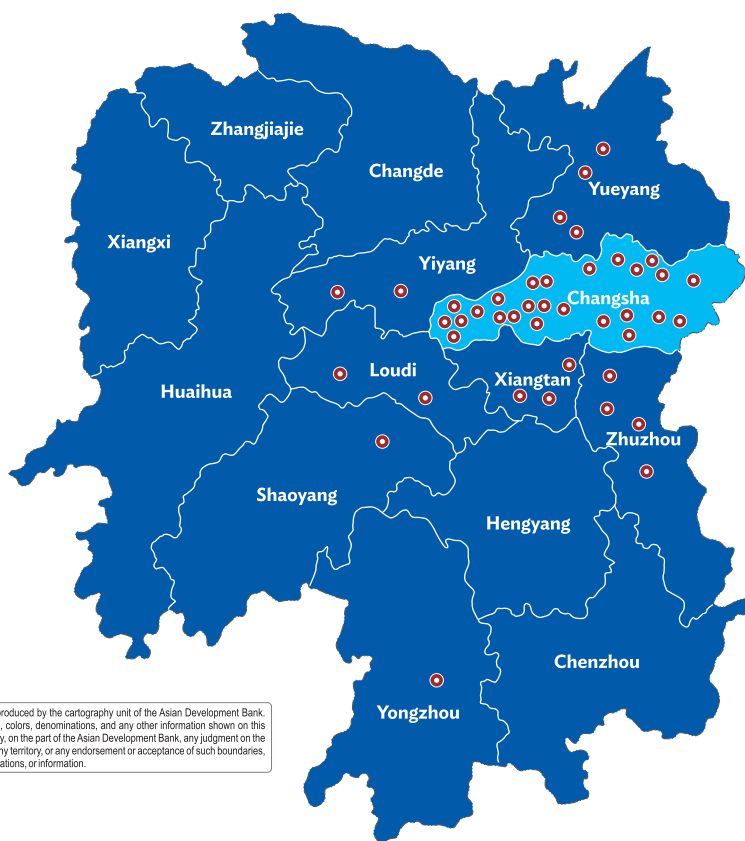 Zhangjiajie
Changde
Yueyang
Xiangxi
Yiyang
Changsha
Loudi
Xiangtan
Huaihua
Zhuzhou
Shaoyang
Hengyang
Chenzhou
Yongzhou
roduced by the cartography unit of the Asian Development Bank.
, colors, denominations, and any other information shown on this
y, on the part of the Asian Development Bank, any judgment on the
ny territory, or any endorsement or acceptance of such boundaries,
ations, or information.